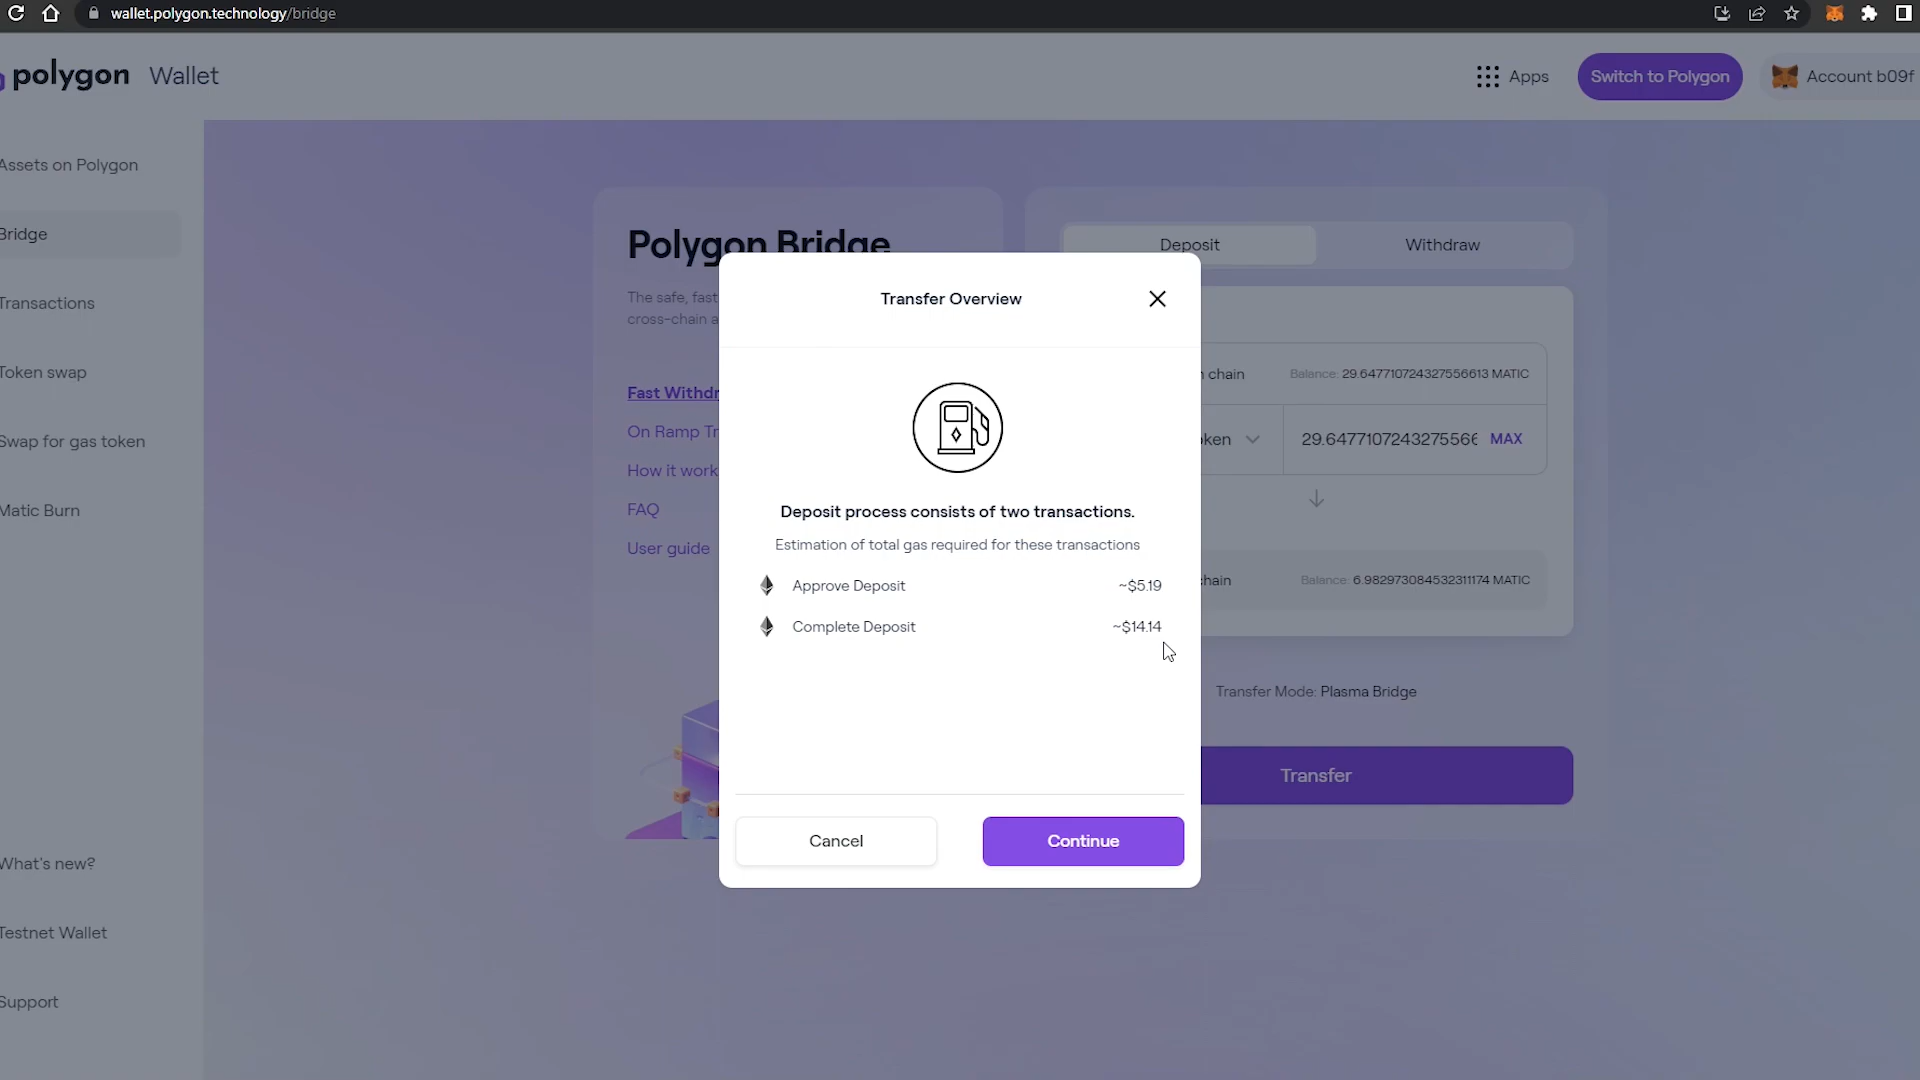 wallet.polygon.technology/bridge
polygon Wallet
Apps
Switch to Polygon
Account b09f
Assets on Polygon
Bridge
Transactions
Token swap
Swap for gas token
Matic Burn
What's new?
Testnet Wallet
Support
Polygon Bridge
The safe, fast
cross-chain
Fast Withdr
On Ramp Tr
How it work
FAQ
User guide
Deposit
Withdraw
chain
Balance: 29.647710724327556613 MATIC
ken
29.6477107243275566
MAX
chain
Balance: 6.982973084532311174 MATIC
Transfer Mode: Plasma Bridge
Transfer
Transfer Overview
Deposit process consists of two transactions.
Estimation of total gas required for these transactions
Approve Deposit ~$5.19
Complete Deposit ~$14.14
Cancel
Continue